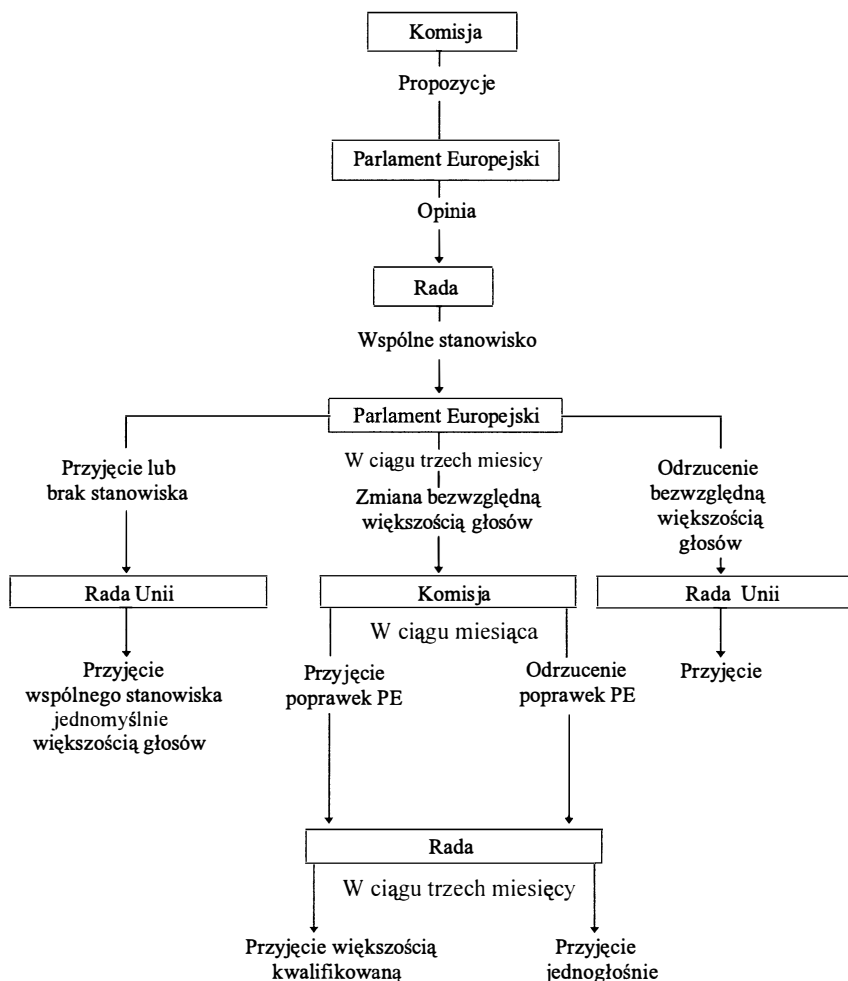 Komisja
Propozycje
Parlament Europejski
Opinia
Rada
Wspólne stanowisko
Parlament Europejski
Przyjęcie lub
brak stanowiska
W ciągu trzech miesicy
Zmiana bezwzględną
większością głosów
Odrzucenie
bezwzględną
większością
głosów
Rada Unii
Komisja
Rada Unii
W ciągu miesiąca
Przyjęcie
wspólnego stanowiska
jednomyślnie
większością głosów
Przyjęcie
poprawek PE
Odrzucenie
poprawek PE
Przyjęcie
Rada
W ciągu trzech miesięcy
Przyjęcie większością
kwalifikowaną
Przyjęcie
jednogłośnie